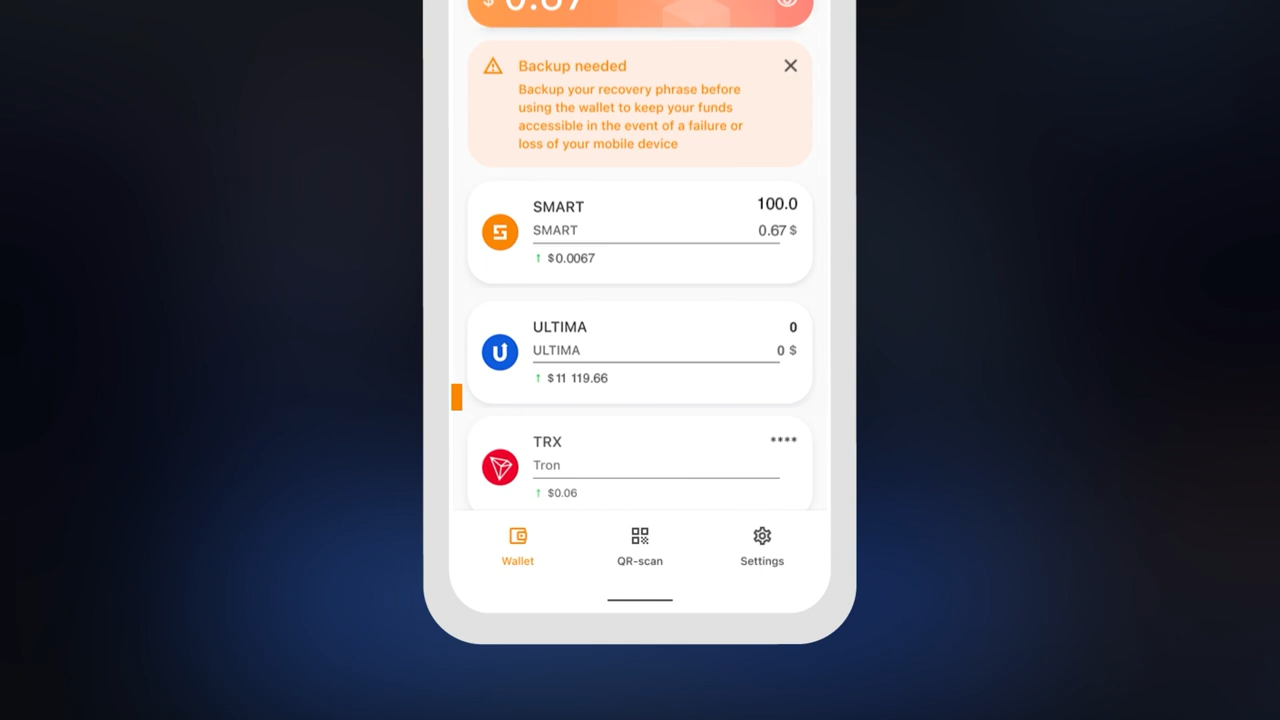 $ 0.67
Backup needed
Backup your recovery phrase before
using the wallet to keep your funds
accessible in the event of a failure or
loss of your mobile device
SMART 100.0
SMART 0.67 $
↑ $0.0067
ULTIMA 0
ULTIMA 0 $
↑ $11 119.66
TRX ****
Tron
↑ $0.06
Wallet QR-scan Settings